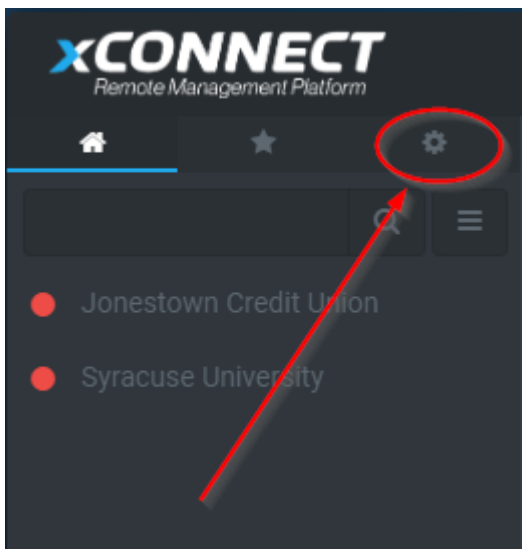 xCONNECT
Remote Management Platform
Jonestown Credit Union
Syracuse University